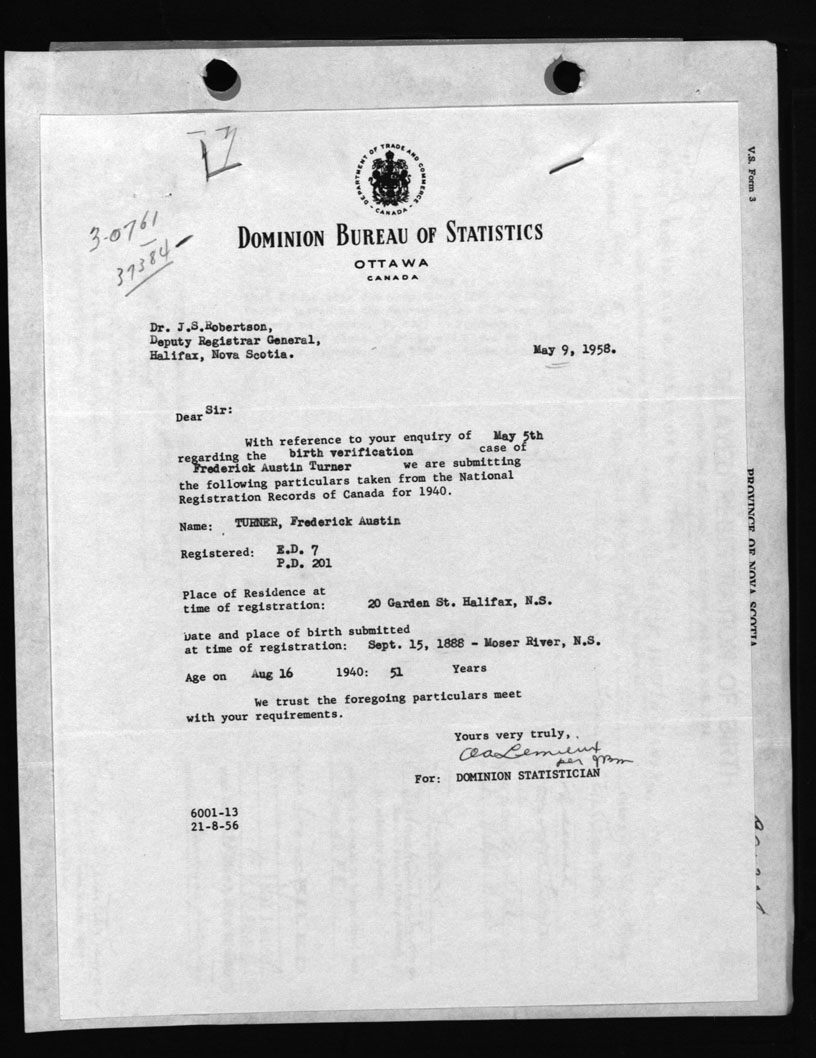 17
DEPARTMENT OF TRADE AND COMMERCE
- CANADA -
3-0761
37384
V.S. Form 3
DOMINION BUREAU OF STATISTICS
OTTAWA
CANADA
Dr. J.S.Robertson,
Deputy Registrar General,
Halifax, Nova Scotia.
May 9, 1958.
Dear Sir:
With reference to your enquiry of May 5th
regarding the birth verification case of
Frederick Austin Turner we are submitting
the following particulars taken from the National
Registration Records of Canada for 1940.
Name: TURNER, Frederick Austin
Registered: E.D. 7
P.D. 201
PROVINCE OF NOVA SCOTIA
Place of Residence at
time of registration: 20 Garden St. Halifax, N.S.
Date and place of birth submitted
at time of registration: Sept. 15, 1888 - Moser River, N.S.
Age on Aug 16 1940: 51 Years
We trust the foregoing particulars meet
with your requirements.
Yours very truly,
Lemieux
per
For: DOMINION STATISTICIAN
6001-13
21-8-56